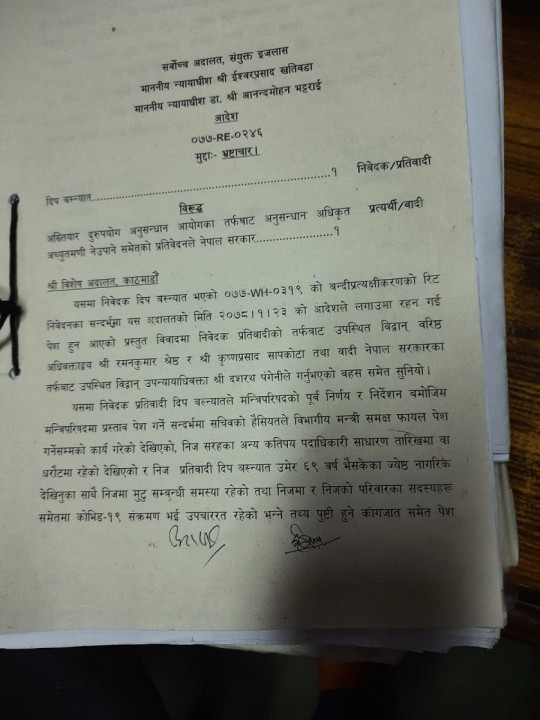 सर्वोच्च अदालत, संयुक्त इजलास
माननीय न्यायाधीश श्री ईश्वरप्रसाद खतिवडा
माननीय न्यायाधीश डा. श्री आनन्दमोहन भट्टराई
आदेश
०७७-RE-०२४६
मुद्दाः- भ्रष्टाचार।
दिप बस्न्यात............................................................१ निवेदक/प्रतिवादी
विरूद्ध
अख्तियार दुरुपयोग अनुसन्धान आयोगका तर्फबाट अनुसन्धान अधिकृत प्रत्यर्थी/वादी
अच्युतमणी नेउपाने समेतको प्रतिवेदनले नेपाल सरकार....................१
श्री विशेष अदालत, काठमाडौं
यसमा निवेदक दिप बस्न्यात भएको ०७७-WH-०३१९ को बन्दीप्रत्यक्षीकरणको रिट
निवेदनका सन्दर्भमा यस अदालतको मिति २०७८।१।२३ को आदेशले लगाउमा रहन गई
पेश हुन आएको प्रस्तुत विवादमा निवेदक प्रतिवादीको तर्फबाट उपस्थित विद्वान् वरिष्ठ
अधिवक्ताद्वय श्री रमनकुमार श्रेष्ठ र श्री कृष्णप्रसाद सापकोटा तथा वादी नेपाल सरकारका
तर्फबाट उपस्थित विद्वान् उपन्यायाधिवक्ता श्री दशरथ पंगेनीले गर्नुभएको बहस समेत सुनियो।
यसमा निवेदक प्रतिवादी दिप बस्न्यातले मन्त्रिपरिषदको पूर्व निर्णय र निर्देशन बमोजिम
मन्त्रिपरिषदमा प्रस्ताव पेश गर्ने सन्दर्भमा सचिवको हैसियतले विभागीय मन्त्री समक्ष फायल पेश
गर्नेसम्मको कार्य गरेको देखिएको, निज सरहका अन्य कतिपय पदाधिकारी साधारण तारिखमा वा
धरौटमा रहेको देखिएको र निज प्रतिवादी दिप बस्न्यात उमेर ६९ वर्ष भैसकेका ज्येष्ठ नागरिक
देखिनुका साथै निजमा मुटु सम्बन्धी समस्या रहेको तथा निजमा र निजको परिवारका सदस्यहरू
समेतमा कोभिड-१९ संक्रमण भई उपचाररत रहेको भन्ने तथ्य पुष्टी हुने कागजात समेत पेश